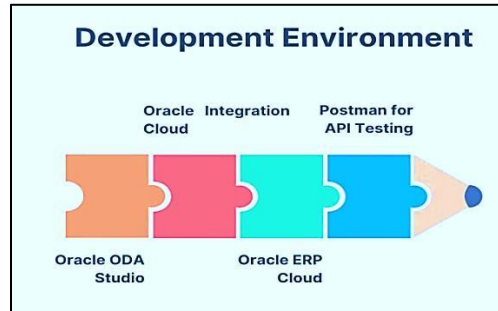 Development Environment
Oracle Integration
Cloud
Postman for
API Testing
Oracle ODA
Studio
Oracle ERP
Cloud